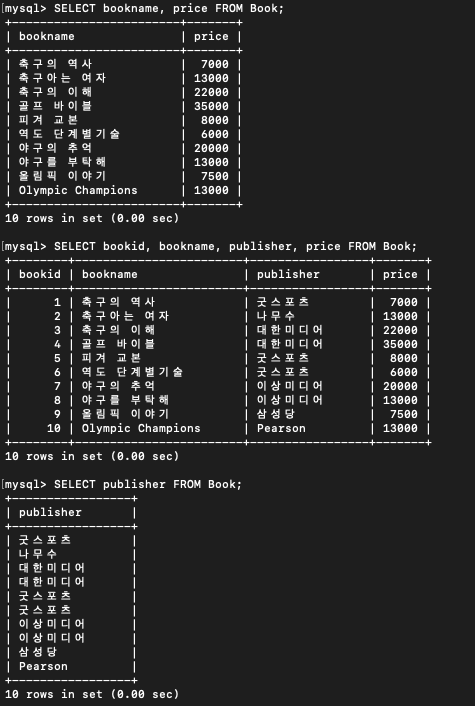 [mysql> SELECT bookname, price FROM Book;
+-------------------------+-------+
| bookname                | price |
+-------------------------+-------+
| 축구의 역사             |  7000 |
| 축구아는 여자           | 13000 |
| 축구의 이해             | 22000 |
| 골프 바이블             | 35000 |
| 피겨 교본               |  8000 |
| 역도 단계별기술         |  6000 |
| 야구의 추억             | 20000 |
| 야구를 부탁해           | 13000 |
| 올림픽 이야기           |  7500 |
| Olympic Champions       | 13000 |
+-------------------------+-------+
10 rows in set (0.00 sec)
[mysql> SELECT bookid, bookname, publisher, price FROM Book;
+--------+-------------------------+------------------+-------+
| bookid | bookname                | publisher        | price |
+--------+-------------------------+------------------+-------+
|      1 | 축구의 역사             | 굿스포츠         |  7000 |
|      2 | 축구아는 여자           | 나무수           | 13000 |
|      3 | 축구의 이해             | 대한미디어       | 22000 |
|      4 | 골프 바이블             | 대한미디어       | 35000 |
|      5 | 피겨 교본               | 굿스포츠         |  8000 |
|      6 | 역도 단계별기술         | 굿스포츠         |  6000 |
|      7 | 야구의 추억             | 이상미디어       | 20000 |
|      8 | 야구를 부탁해           | 이상미디어       | 13000 |
|      9 | 올림픽 이야기           | 삼성당           |  7500 |
|     10 | Olympic Champions       | Pearson          | 13000 |
+--------+-------------------------+------------------+-------+
10 rows in set (0.00 sec)
[mysql> SELECT publisher FROM Book;
+------------------+
| publisher        |
+------------------+
| 굿스포츠         |
| 나무수           |
| 대한미디어       |
| 대한미디어       |
| 굿스포츠         |
| 굿스포츠         |
| 이상미디어       |
| 이상미디어       |
| 삼성당           |
| Pearson          |
+------------------+
10 rows in set (0.00 sec)